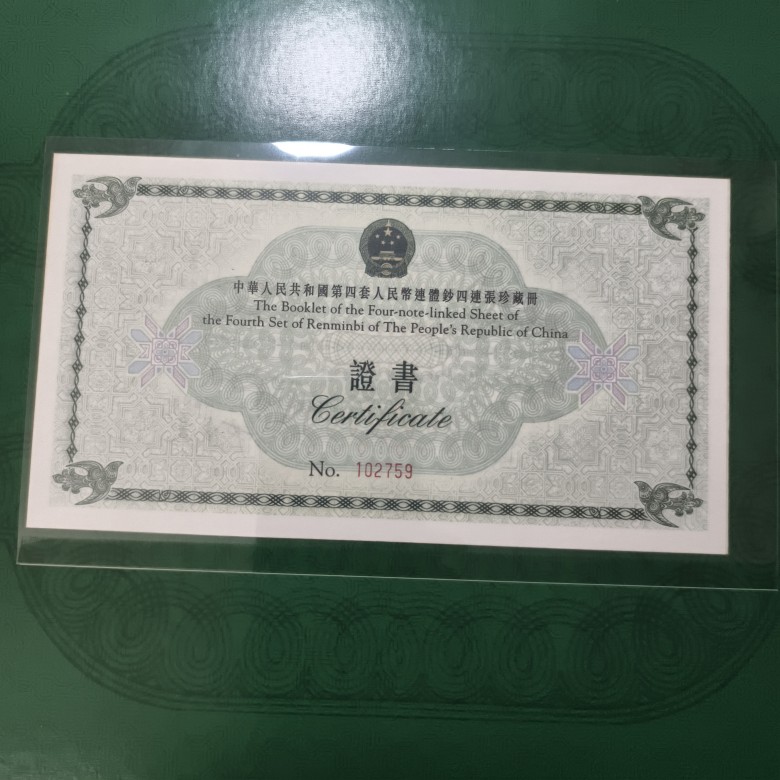 中華人民共和國第四套人民幣連體鈔四連張珍藏冊
The Booklet of the Four-note-linked Sheet of
the Fourth Set of Renminbi of The People's Republic of China
證書
Certificate
No. 102759